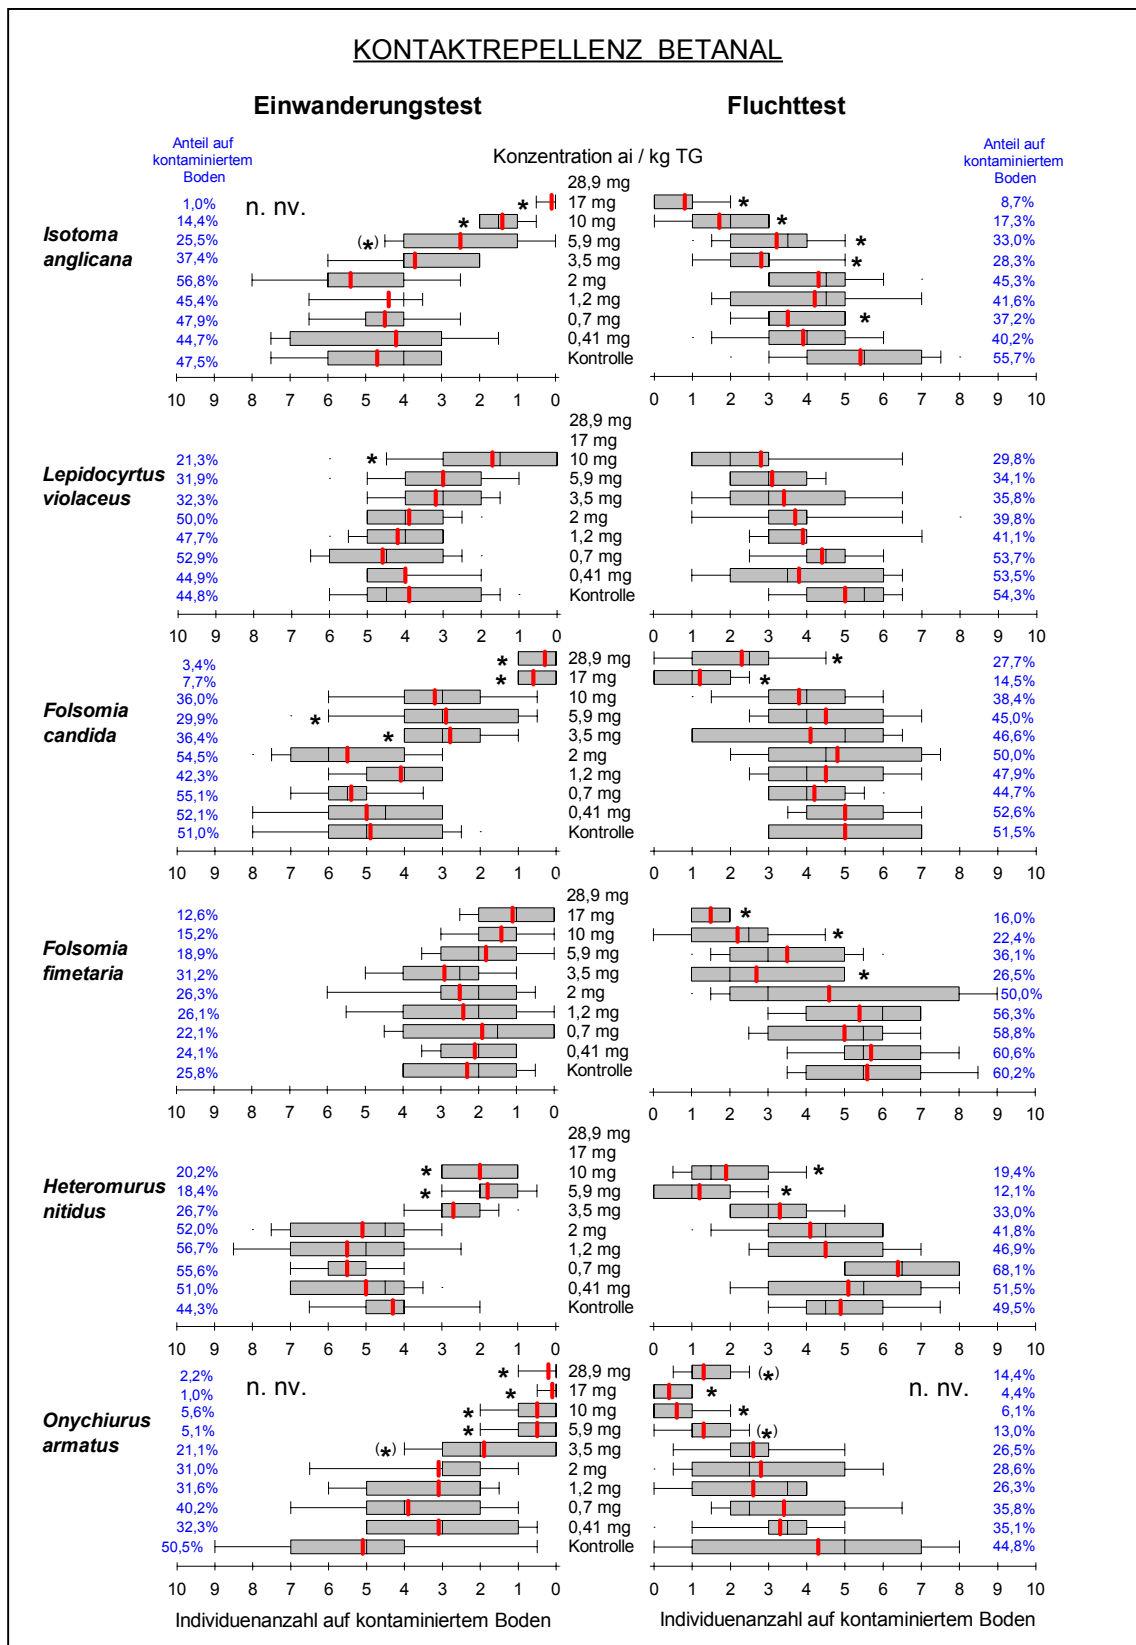 KONTAKTREPELLENZ BETANAL
Einwanderungstest Fluchttest
Anteil auf kontaminiertem Boden
Konzentration ai / kg TG
Anteil auf kontaminiertem Boden
Isotoma anglicana
n. nv.
28,9 mg
1,0% * 17 mg * 8,7%
14,4% * 10 mg * 17,3%
25,5% (*) 5,9 mg * 33,0%
37,4% 3,5 mg * 28,3%
56,8% 2 mg 45,3%
45,4% 1,2 mg 41,6%
47,9% 0,7 mg * 37,2%
44,7% 0,41 mg 40,2%
47,5% Kontrolle 55,7%
10 9 8 7 6 5 4 3 2 1 0 0 1 2 3 4 5 6 7 8 9 10
Lepidocyrtus violaceus
28,9 mg
17 mg
21,3% * 10 mg 29,8%
31,9% 5,9 mg 34,1%
32,3% 3,5 mg 35,8%
50,0% 2 mg 39,8%
47,7% 1,2 mg 41,1%
52,9% 0,7 mg 53,7%
44,9% 0,41 mg 53,5%
44,8% Kontrolle 54,3%
10 9 8 7 6 5 4 3 2 1 0 0 1 2 3 4 5 6 7 8 9 10
Folsomia candida
3,4% * 28,9 mg * 27,7%
7,7% * 17 mg * 14,5%
36,0% 10 mg 38,4%
29,9% * 5,9 mg 45,0%
36,4% * 3,5 mg 46,6%
54,5% 2 mg 50,0%
42,3% 1,2 mg 47,9%
55,1% 0,7 mg 44,7%
52,1% 0,41 mg 52,6%
51,0% Kontrolle 51,5%
10 9 8 7 6 5 4 3 2 1 0 0 1 2 3 4 5 6 7 8 9 10
Folsomia fimetaria
28,9 mg
12,6% 17 mg * 16,0%
15,2% 10 mg * 22,4%
18,9% 5,9 mg 36,1%
31,2% 3,5 mg * 26,5%
26,3% 2 mg 50,0%
26,1% 1,2 mg 56,3%
22,1% 0,7 mg 58,8%
24,1% 0,41 mg 60,6%
25,8% Kontrolle 60,2%
10 9 8 7 6 5 4 3 2 1 0 0 1 2 3 4 5 6 7 8 9 10
Heteromurus nitidus
28,9 mg
17 mg
20,2% * 10 mg * 19,4%
18,4% * 5,9 mg * 12,1%
26,7% 3,5 mg 33,0%
52,0% 2 mg 41,8%
56,7% 1,2 mg 46,9%
55,6% 0,7 mg 68,1%
51,0% 0,41 mg 51,5%
44,3% Kontrolle 49,5%
10 9 8 7 6 5 4 3 2 1 0 0 1 2 3 4 5 6 7 8 9 10
Onychiurus armatus
n. nv. n. nv.
2,2% * 28,9 mg (*) 14,4%
1,0% * 17 mg * 4,4%
5,6% * 10 mg * 6,1%
5,1% * 5,9 mg (*) 13,0%
21,1% (*) 3,5 mg 26,5%
31,0% 2 mg 28,6%
31,6% 1,2 mg 26,3%
40,2% 0,7 mg 35,8%
32,3% 0,41 mg 35,1%
50,5% Kontrolle 44,8%
10 9 8 7 6 5 4 3 2 1 0 0 1 2 3 4 5 6 7 8 9 10
Individuenanzahl auf kontaminiertem Boden Individuenanzahl auf kontaminiertem Boden